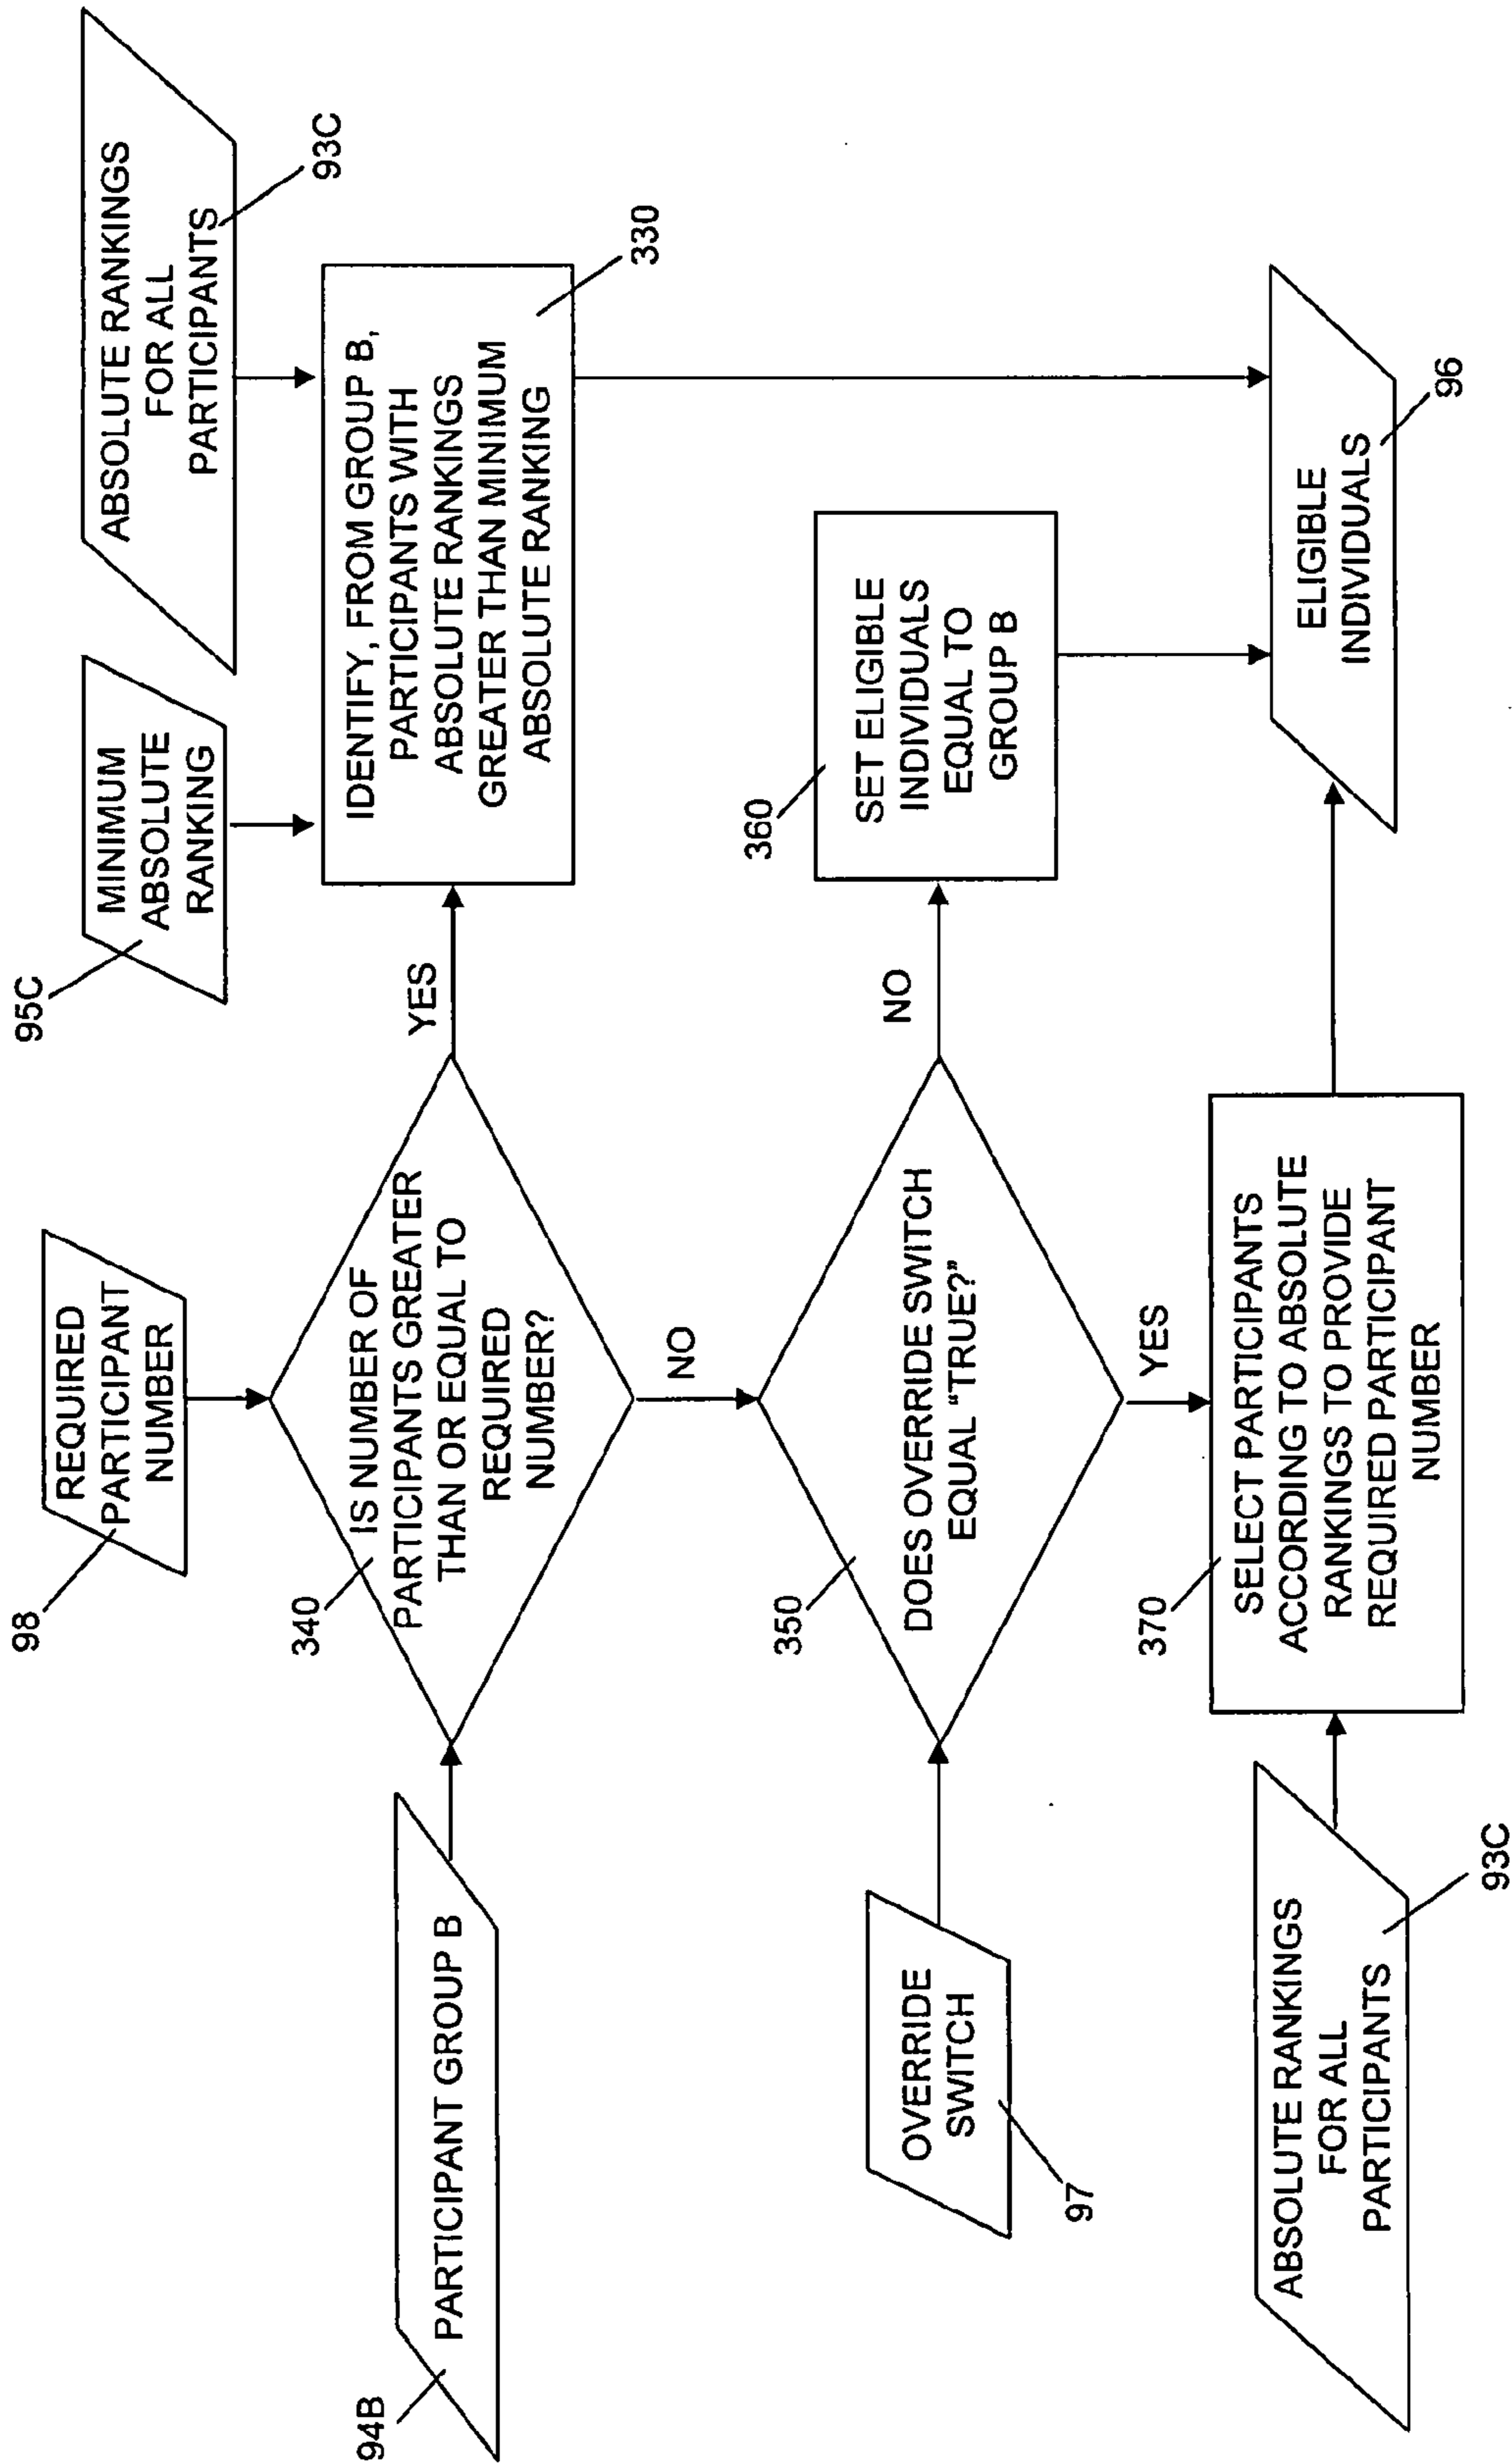 98
REQUIRED
PARTICIPANT
NUMBER
95C
MINIMUM
ABSOLUTE
RANKING
ABSOLUTE RANKINGS
FOR ALL
PARTICIPANTS
93C
94B
PARTICIPANT GROUP B
340
IS NUMBER OF
PARTICIPANTS GREATER
THAN OR EQUAL TO
REQUIRED
NUMBER?
YES
IDENTIFY, FROM GROUP B,
PARTICIPANTS WITH
ABSOLUTE RANKINGS
GREATER THAN MINIMUM
ABSOLUTE RANKING
330
NO
OVERRIDE
SWITCH
97
350
DOES OVERRIDE SWITCH
EQUAL "TRUE?"
NO
360
SET ELIGIBLE
INDIVIDUALS
EQUAL TO
GROUP B
YES
ABSOLUTE RANKINGS
FOR ALL
PARTICIPANTS
93C
370
SELECT PARTICIPANTS
ACCORDING TO ABSOLUTE
RANKINGS TO PROVIDE
REQUIRED PARTICIPANT
NUMBER
ELIGIBLE
INDIVIDUALS
96